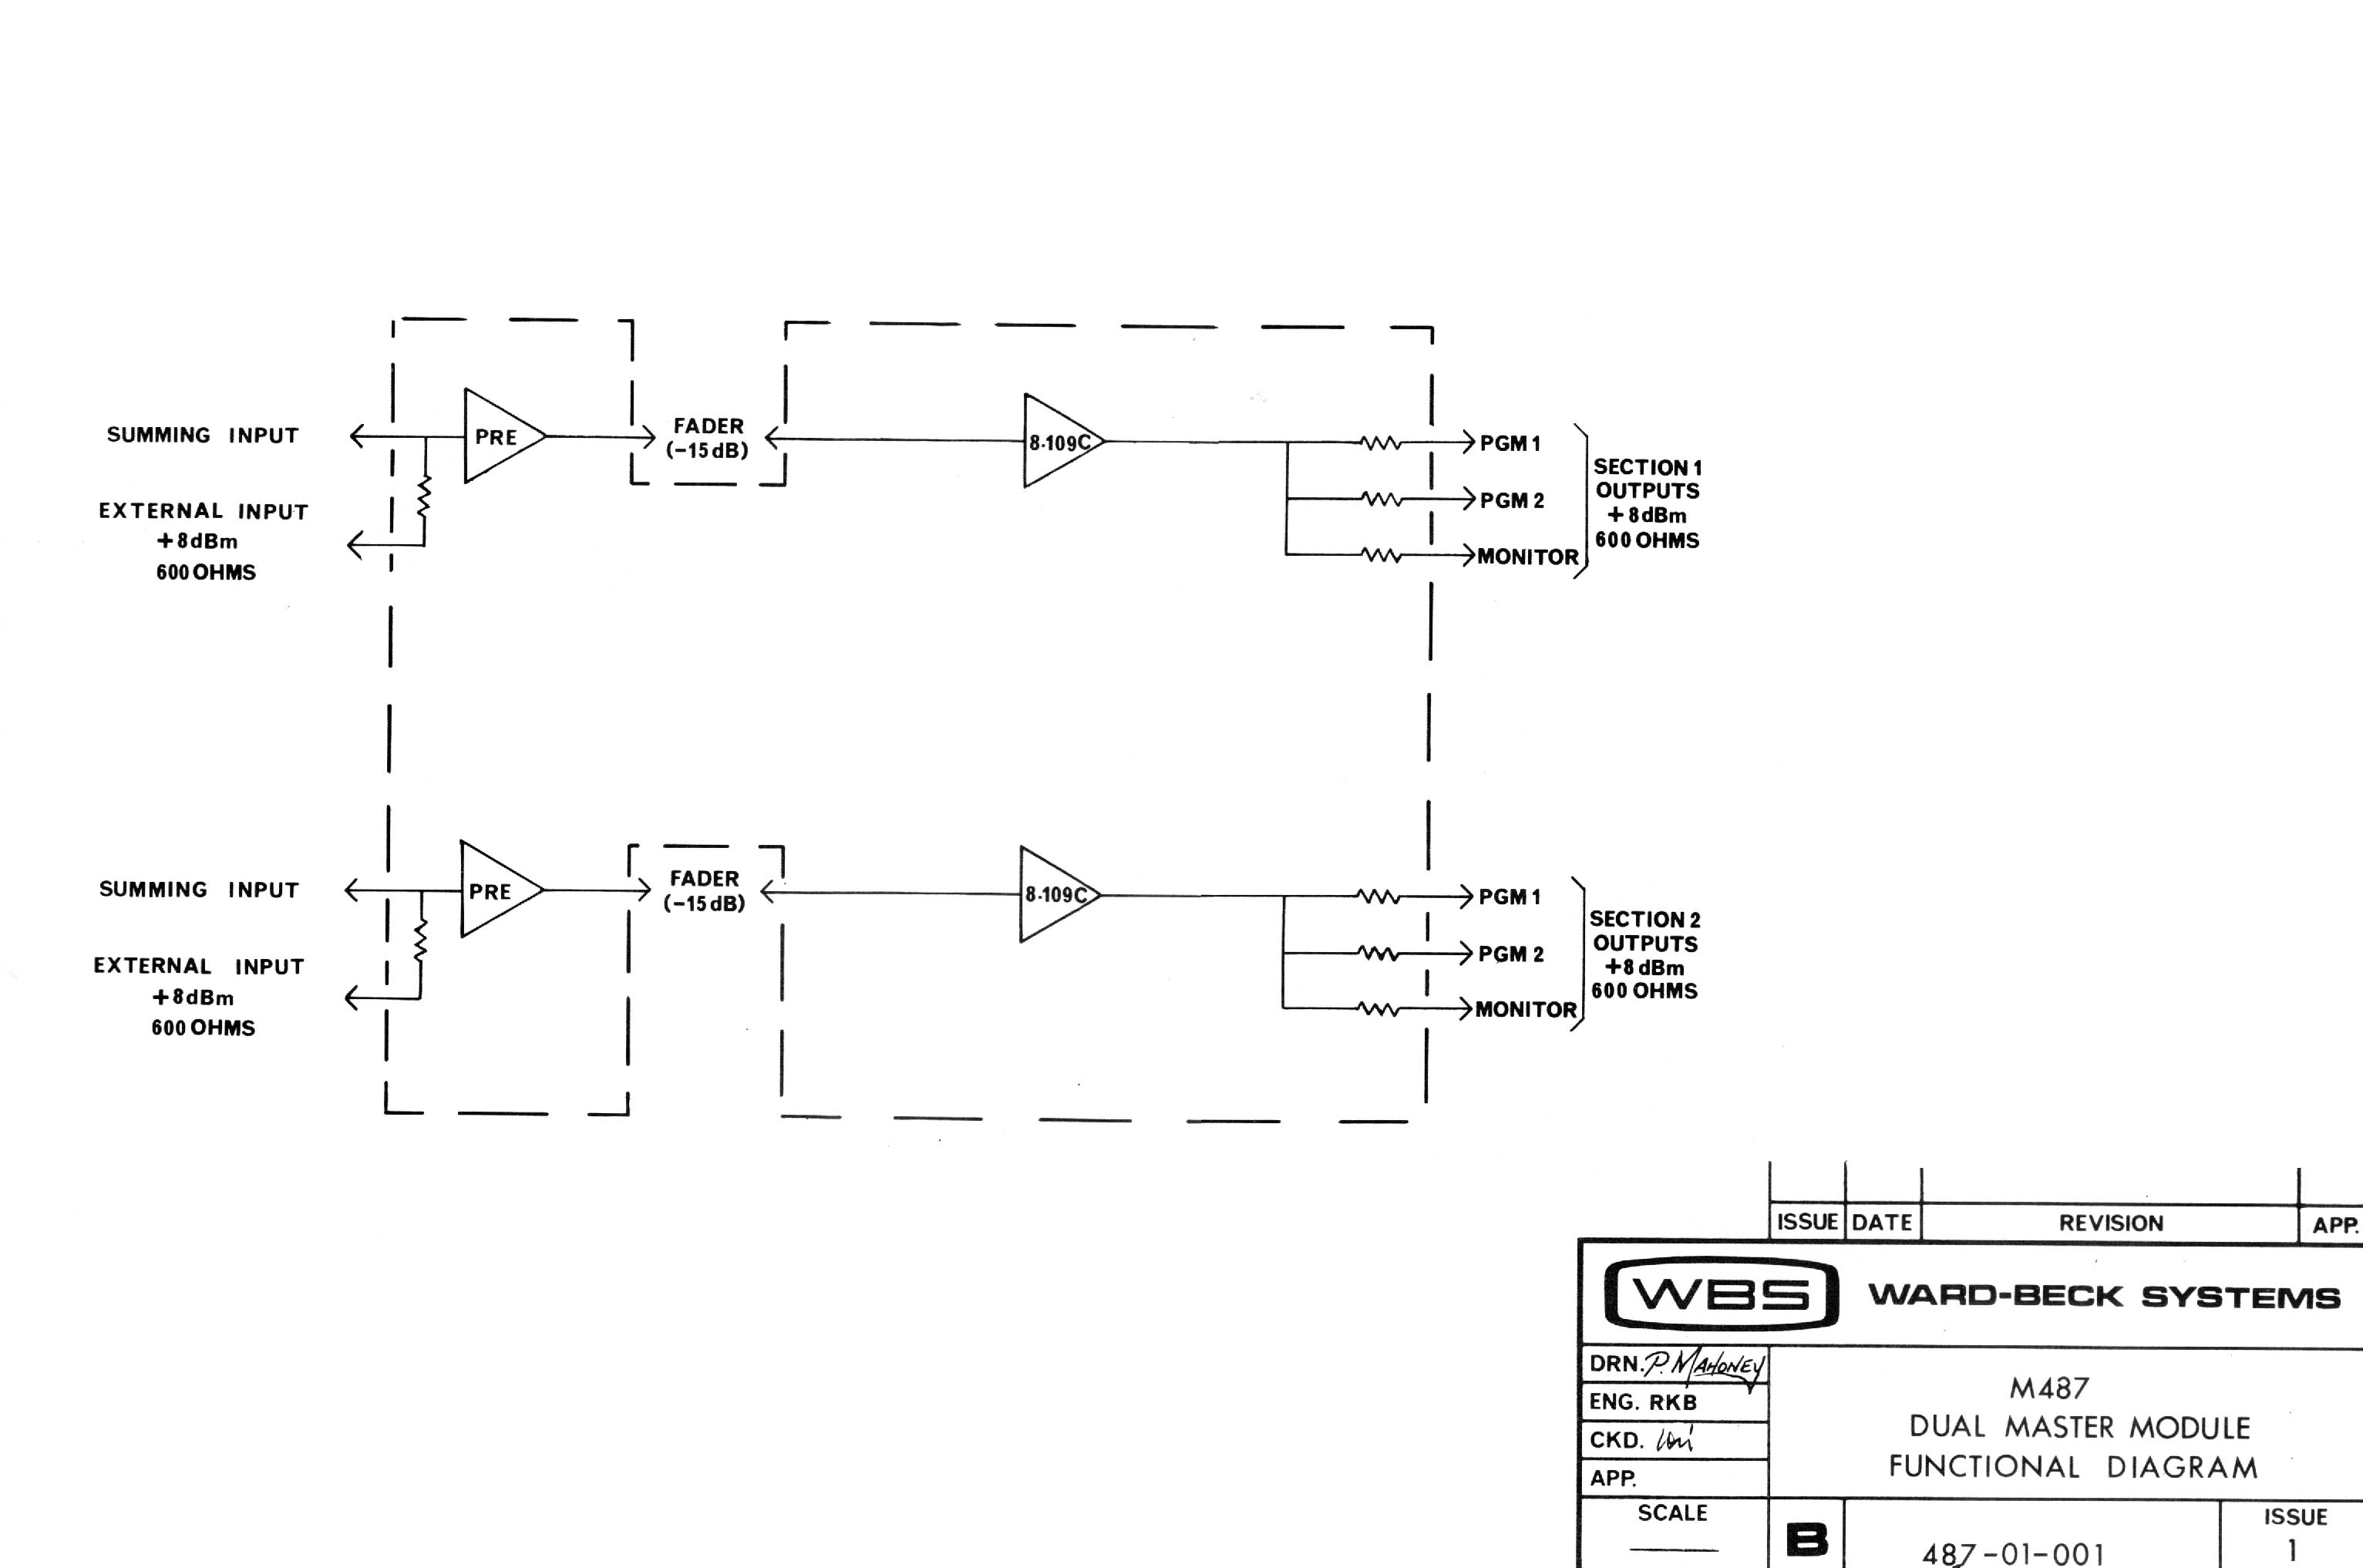 SUMMING INPUT
PRE
FADER
(-15dB)
8-109C
PGM 1
PGM 2
MONITOR
SECTION 1
OUTPUTS
+8dBm
600 OHMS
EXTERNAL INPUT
+8dBm
600 OHMS
SUMMING INPUT
PRE
FADER
(-15dB)
8-109C
PGM 1
PGM 2
MONITOR
SECTION 2
OUTPUTS
+8dBm
600 OHMS
EXTERNAL INPUT
+8dBm
600 OHMS
ISSUE DATE REVISION APP.
WBS WARD-BECK SYSTEMS
DRN. P. MAHONEY
ENG. RKB
CKD.
APP.
M487
DUAL MASTER MODULE
FUNCTIONAL DIAGRAM
SCALE
B
487-01-001
ISSUE
1